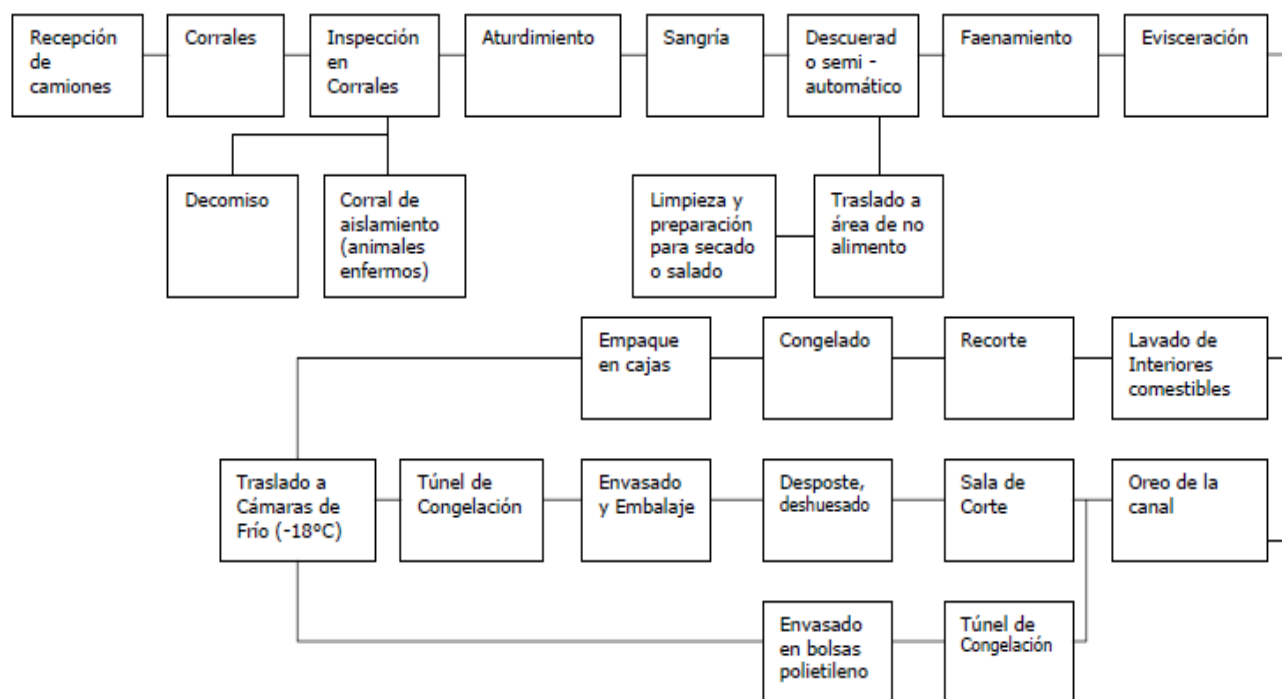 Recepción
de
camiones
Corrales
Inspección
en
Corrales
Aturdimiento
Sangría
Descuerad
o semi -
automático
Faenamiento
Evisceración
Decomiso
Corral de
aislamiento
(animales
enfermos)
Limpieza y
preparación
para secado
o salado
Traslado a
área de no
alimento
Empaque
en cajas
Congelado
Recorte
Lavado de
Interiores
comestibles
Traslado a
Cámaras de
Frío (-18ºC)
Túnel de
Congelación
Envasado
y Embalaje
Desposte,
deshuesado
Sala de
Corte
Oreo de la
canal
Envasado
en bolsas
polietileno
Túnel de
Congelación